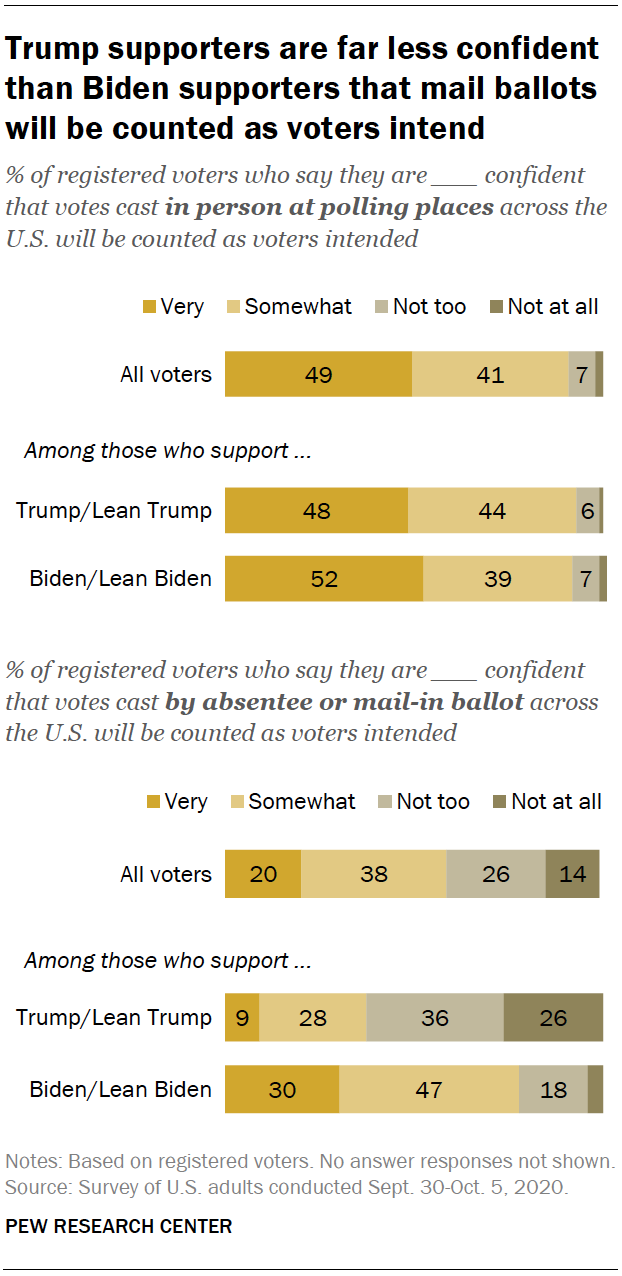 Trump supporters are far less confident
than Biden supporters that mail ballots
will be counted as voters intend
% of registered voters who say they are ___ confident
that votes cast in person at polling places across the
U.S. will be counted as voters intended
Very Somewhat Not too Not at all
All voters 49 41 7
Among those who support ...
Trump/Lean Trump 48 44 6
Biden/Lean Biden 52 39 7
% of registered voters who say they are ___ confident
that votes cast by absentee or mail-in ballot across
the U.S. will be counted as voters intended
Very Somewhat Not too Not at all
All voters 20 38 26 14
Among those who support ...
Trump/Lean Trump 9 28 36 26
Biden/Lean Biden 30 47 18
Notes: Based on registered voters. No answer responses not shown.
Source: Survey of U.S. adults conducted Sept. 30-Oct. 5, 2020.
PEW RESEARCH CENTER